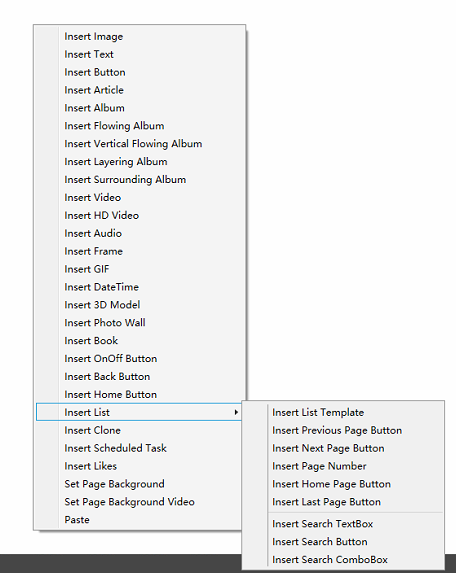 Insert Image
Insert Text
Insert Button
Insert Article
Insert Album
Insert Flowing Album
Insert Vertical Flowing Album
Insert Layering Album
Insert Surrounding Album
Insert Video
Insert HD Video
Insert Audio
Insert Frame
Insert GIF
Insert DateTime
Insert 3D Model
Insert Photo Wall
Insert Book
Insert OnOff Button
Insert Back Button
Insert Home Button
Insert List
Insert Clone
Insert Scheduled Task
Insert Likes
Set Page Background
Set Page Background Video
Paste
Insert List Template
Insert Previous Page Button
Insert Next Page Button
Insert Page Number
Insert Home Page Button
Insert Last Page Button
Insert Search TextBox
Insert Search Button
Insert Search ComboBox